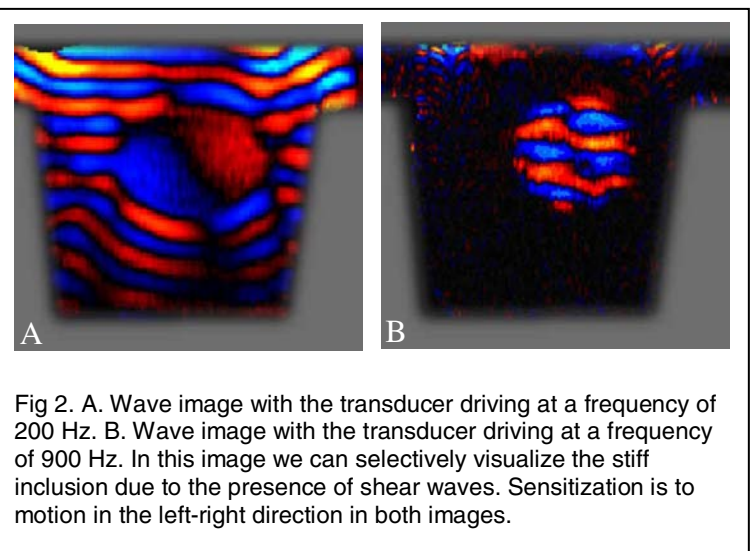 A
B
Fig 2. A. Wave image with the transducer driving at a frequency of
200 Hz. B. Wave image with the transducer driving at a frequency
of 900 Hz. In this image we can selectively visualize the stiff
inclusion due to the presence of shear waves. Sensitization is to
motion in the left-right direction in both images.